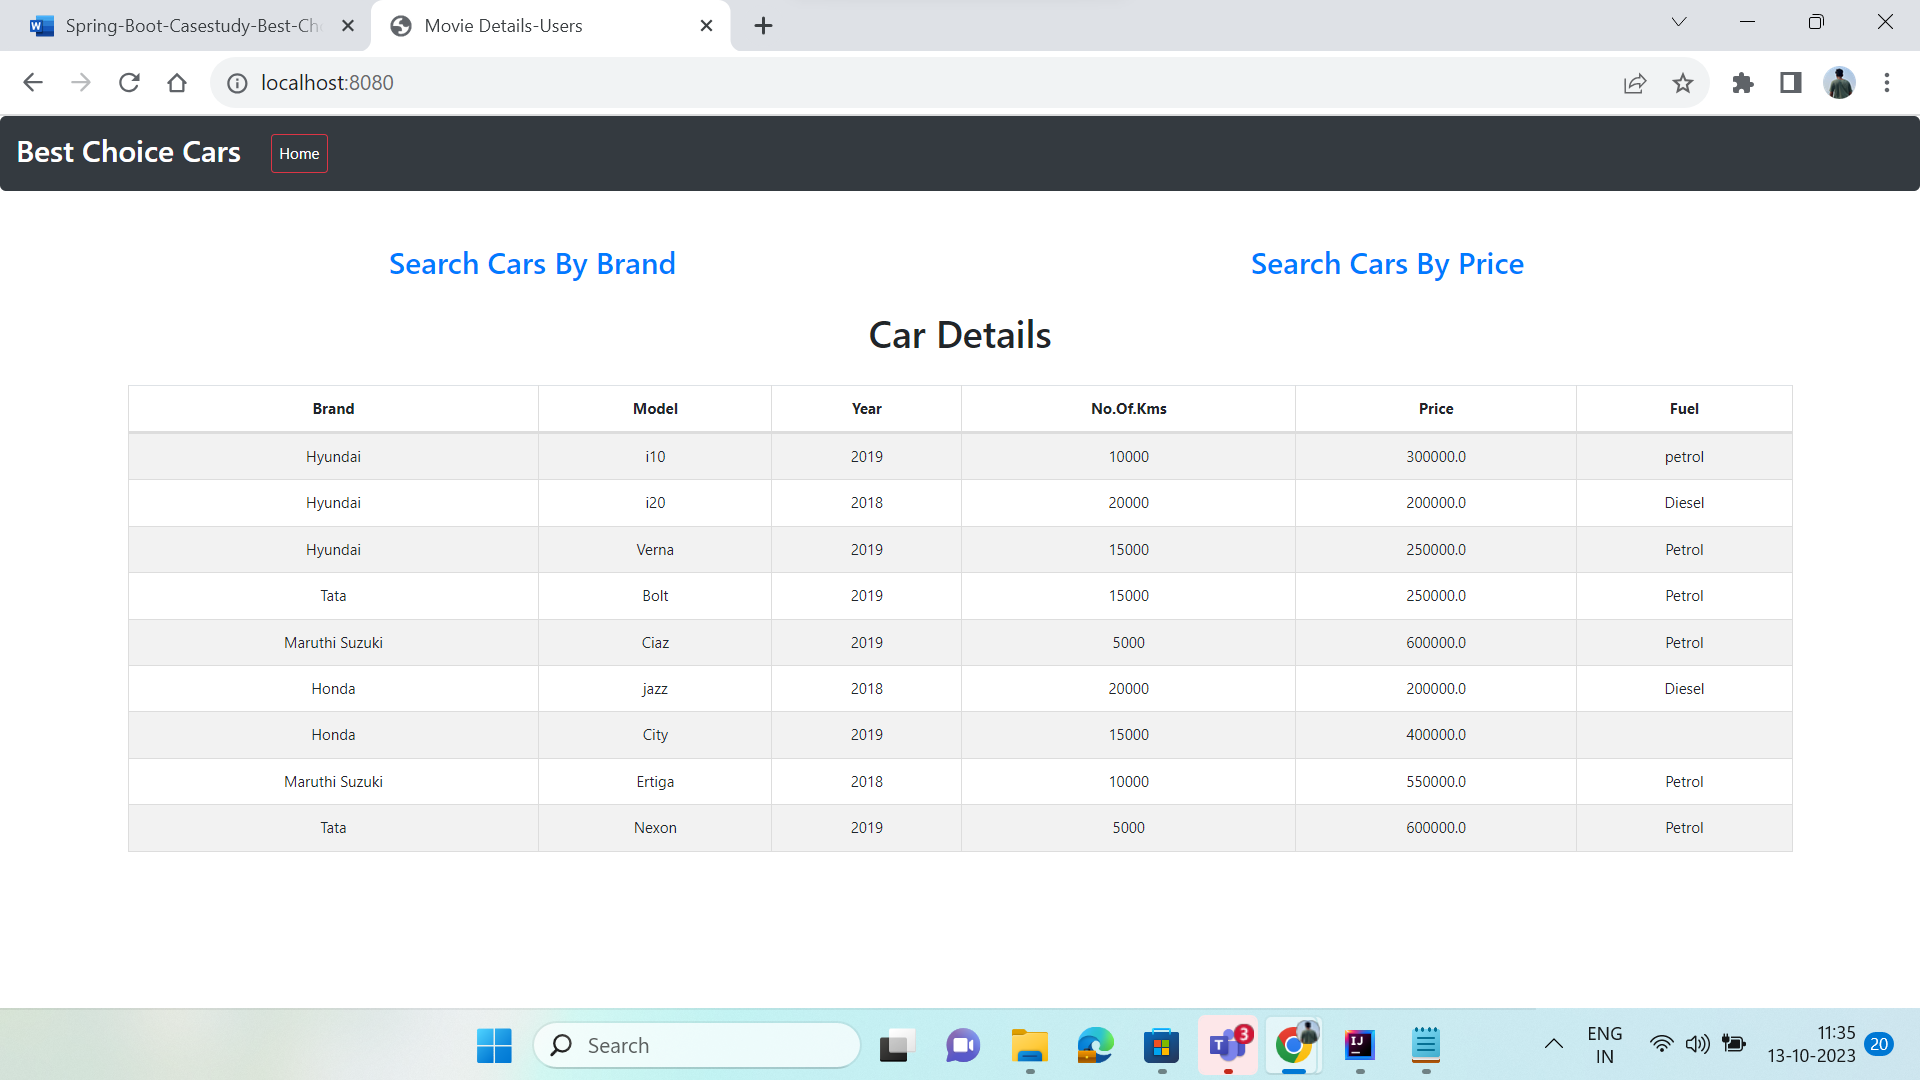 Spring-Boot-Casestudy-Best-Ch
Movie Details-Users
localhost:8080
Best Choice Cars Home
Search Cars By Brand Search Cars By Price
Car Details
Brand Model Year No.Of.Kms Price Fuel
Hyundai i10 2019 10000 300000.0 petrol
Hyundai i20 2018 20000 200000.0 Diesel
Hyundai Verna 2019 15000 250000.0 Petrol
Tata Bolt 2019 15000 250000.0 Petrol
Maruthi Suzuki Ciaz 2019 5000 600000.0 Petrol
Honda jazz 2018 20000 200000.0 Diesel
Honda City 2019 15000 400000.0
Maruthi Suzuki Ertiga 2018 10000 550000.0 Petrol
Tata Nexon 2019 5000 600000.0 Petrol
Search
3
ENG
IN
11:35
13-10-2023
20